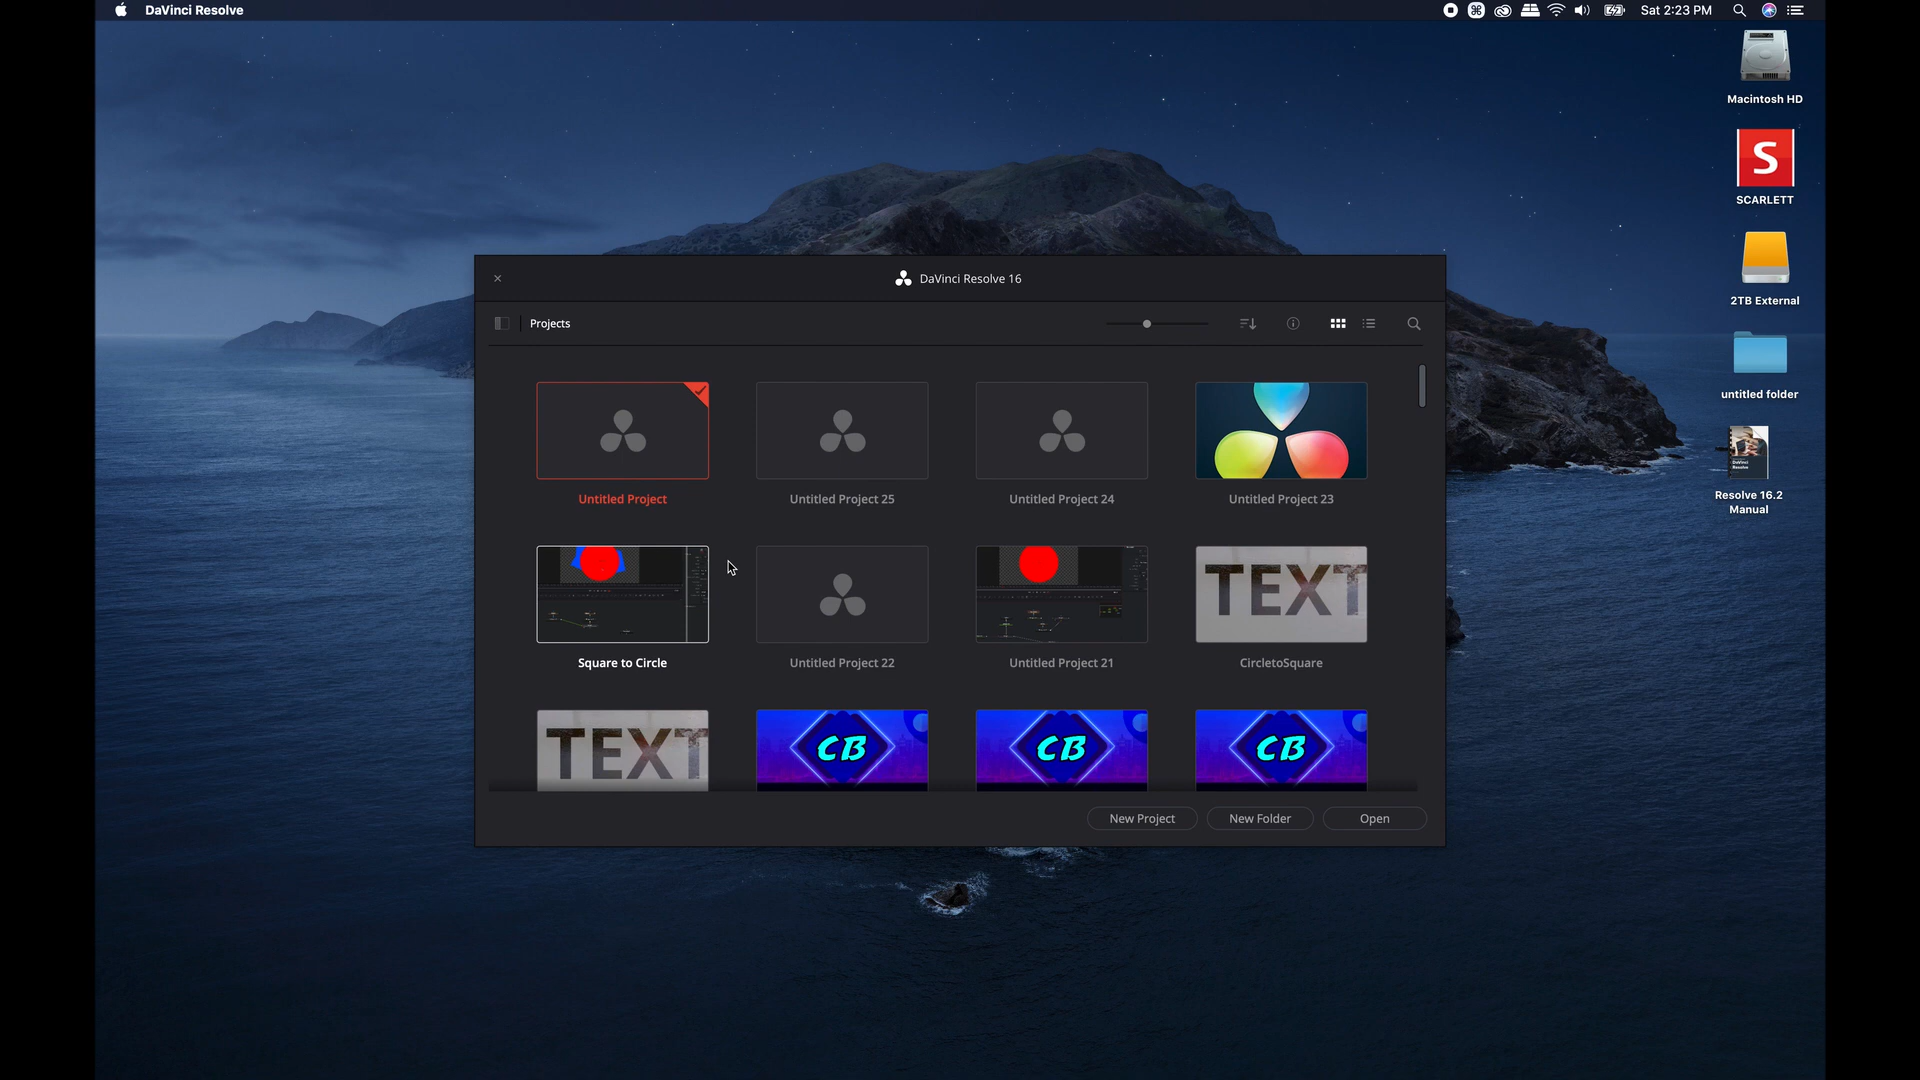 DaVinci Resolve
Sat 2:23 PM
Macintosh HD
S
SCARLETT
2TB External
untitled folder
DaVinci
Resolve
Resolve 16.2
Manual
DaVinci Resolve 16
Projects
Untitled Project
Untitled Project 25
Untitled Project 24
Untitled Project 23
Square to Circle
Untitled Project 22
Untitled Project 21
TEXT
CircletoSquare
TEXT
CB
CB
CB
New Project
New Folder
Open